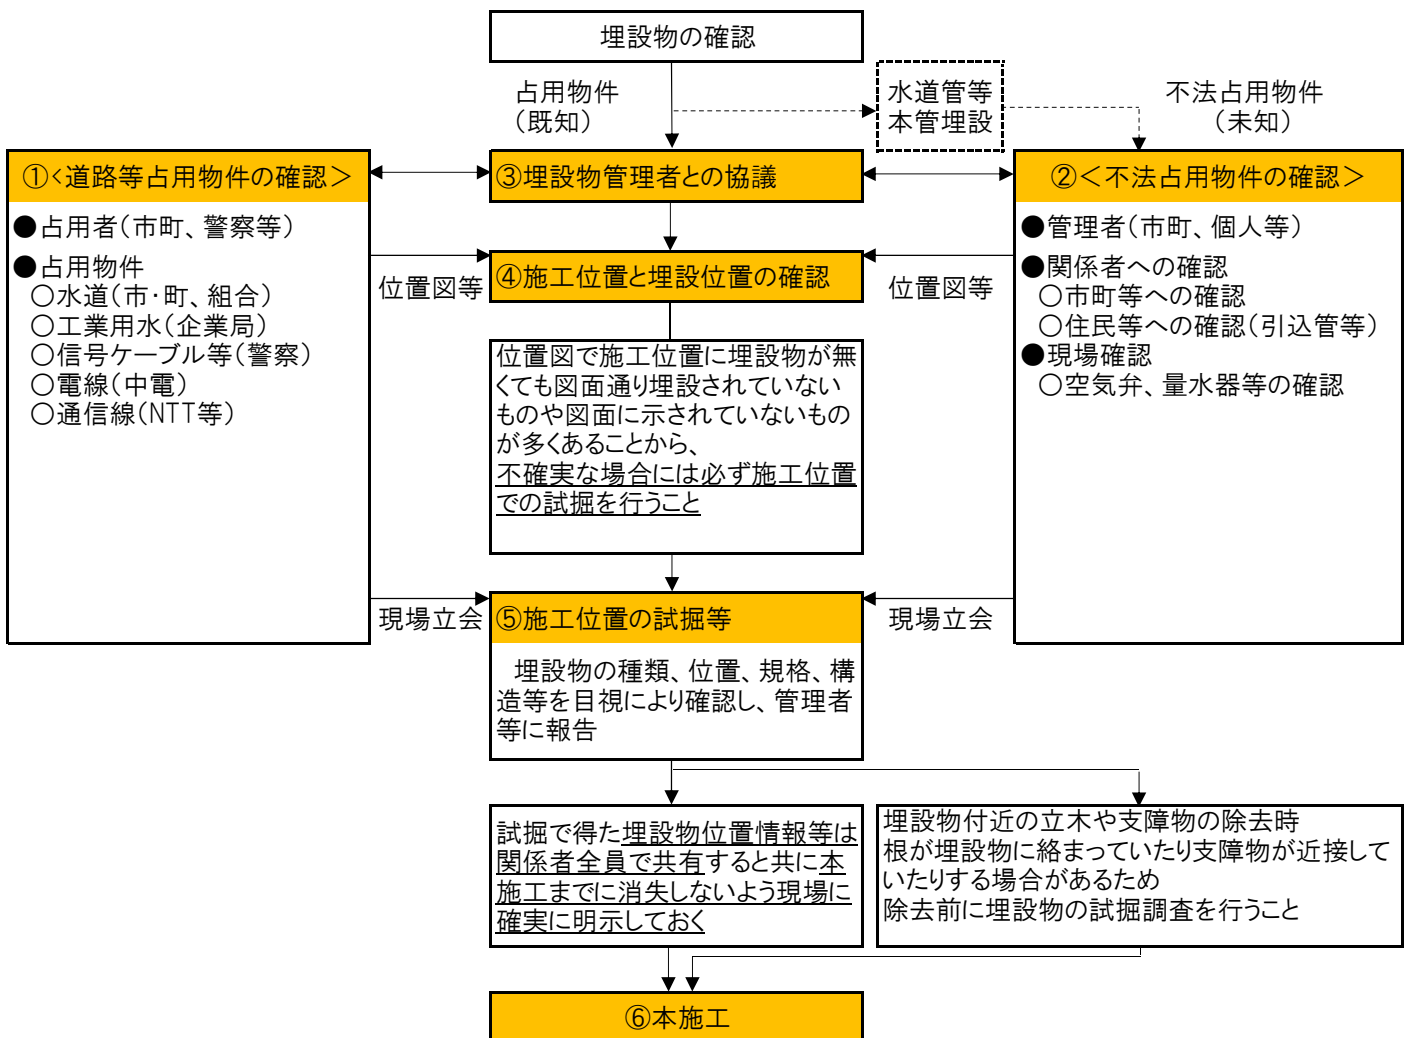 埋設物の確認
占用物件
（既知）
水道管等
本管埋設
不法占用物件
（未知）
①<道路等占用物件の確認＞
●占用者（市町、警察等）
●占用物件
○水道（市・町、組合）
○工業用水（企業局）
○信号ケーブル等（警察）
○電線（中電）
○通信線（NTT等）
③埋設物管理者との協議
②＜不法占用物件の確認＞
●管理者（市町、個人等）
●関係者への確認
○市町等への確認
○住民等への確認（引込管等）
●現場確認
○空気弁、量水器等の確認
位置図等
④施工位置と埋設位置の確認
位置図等
位置図で施工位置に埋設物が無
くても図面通り埋設されていない
ものや図面に示されていないもの
が多くあることから、
不確実な場合には必ず施工位置
での試掘を行うこと
現場立会
⑤施工位置の試掘等
現場立会
埋設物の種類、位置、規格、構
造等を目視により確認し、管理者
等に報告
試掘で得た埋設物位置情報等は
関係者全員で共有すると共に本
施工までに消失しないよう現場に
確実に明示しておく
埋設物付近の立木や支障物の除去時
根が埋設物に絡まっていたり支障物が近接して
いたりする場合があるため
除去前に埋設物の試掘調査を行うこと
⑥本施工